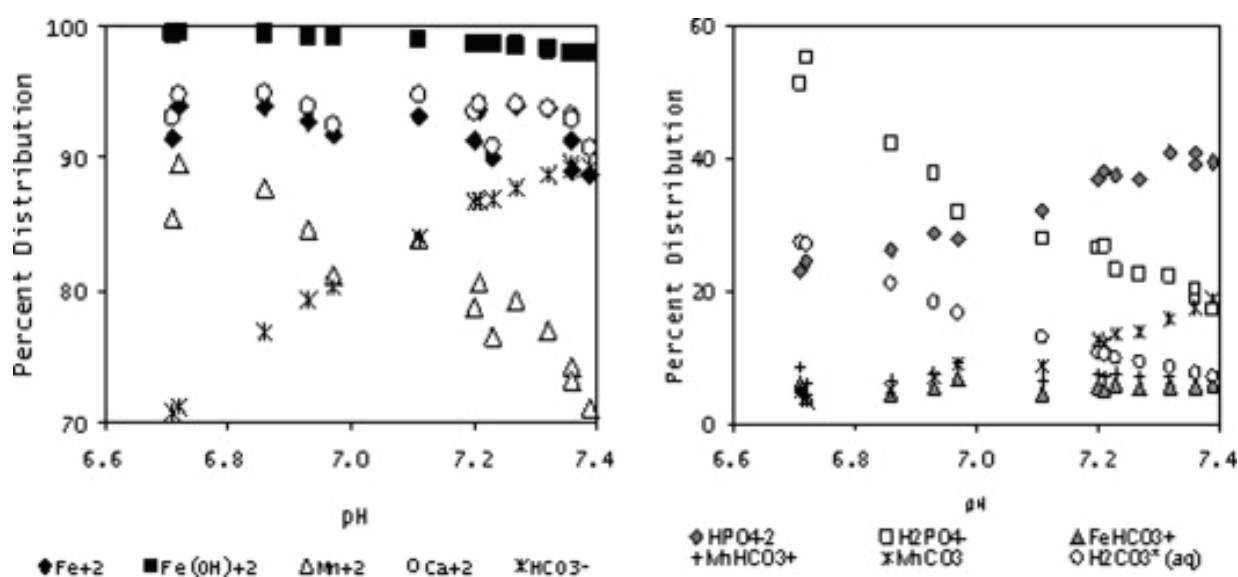 100
90
80
70
Percent Distribution
6.6 6.8 7.0 7.2 7.4
pH
Fe+2 Fe(OH)+2 Mn+2 Ca+2 HCO3-
60
40
20
0
Percent Distribution
6.6 6.8 7.0 7.2 7.4
pH
HPO4-2 H2PO4- FeHCO3+
MnHCO3+ MnCO3 H2CO3* (aq)